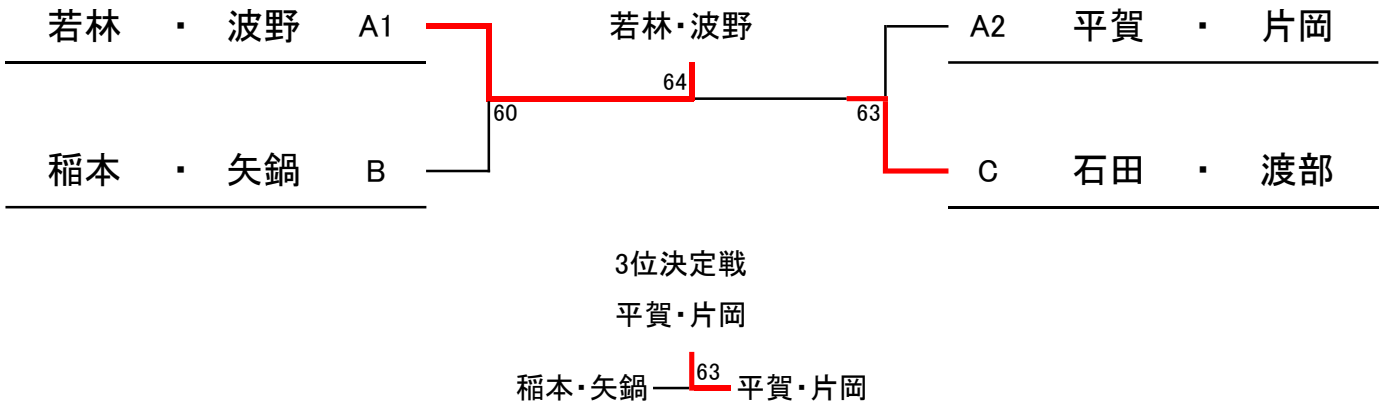 若林 ・ 波野 A1
若林・波野
A2 平賀 ・ 片岡
64
60
63
稲本 ・ 矢鍋 B
C 石田 ・ 渡部
3位決定戦
平賀・片岡
63
稲本・矢鍋
平賀・片岡